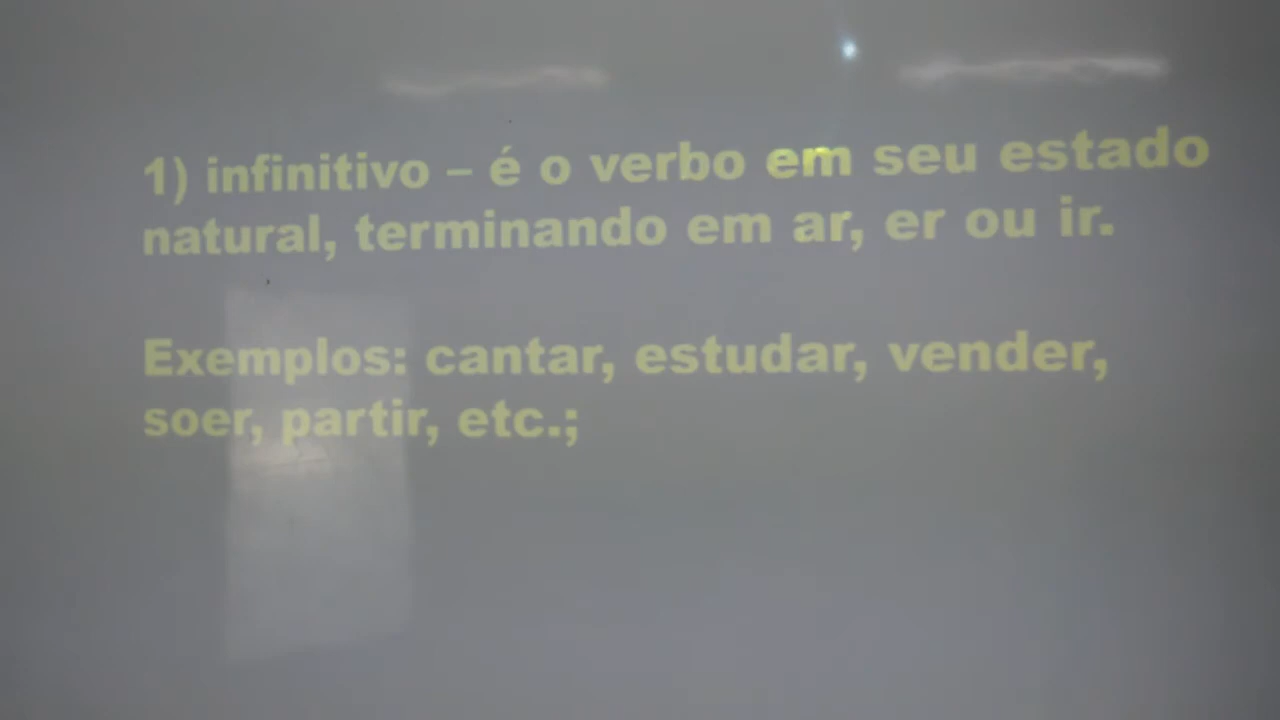 1) infinitivo – é o verbo em seu estado
natural, terminando em ar, er ou ir.
Exemplos: cantar, estudar, vender,
soer, partir, etc.;